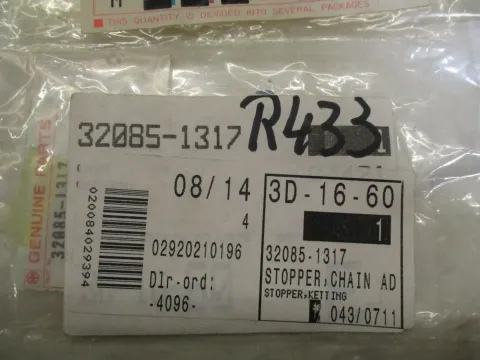 THIS QUANTITY IS DIVIDED INTO SEVERAL PACKAGES
GENUINE PARTS
32085-1317
32085-1317 R433
1
08/14
4
02920210196
Dlr-ord:
-4096-
020084029394
3D-16-60
1
32085-1317
STOPPER,CHAIN AD
STOPPER,KETTING
043/0711